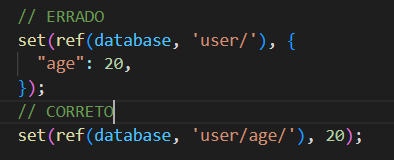 // ERRADO
set(ref(database, 'user/'), {
  "age": 20,
});
// CORRETO
set(ref(database, 'user/age/'), 20);